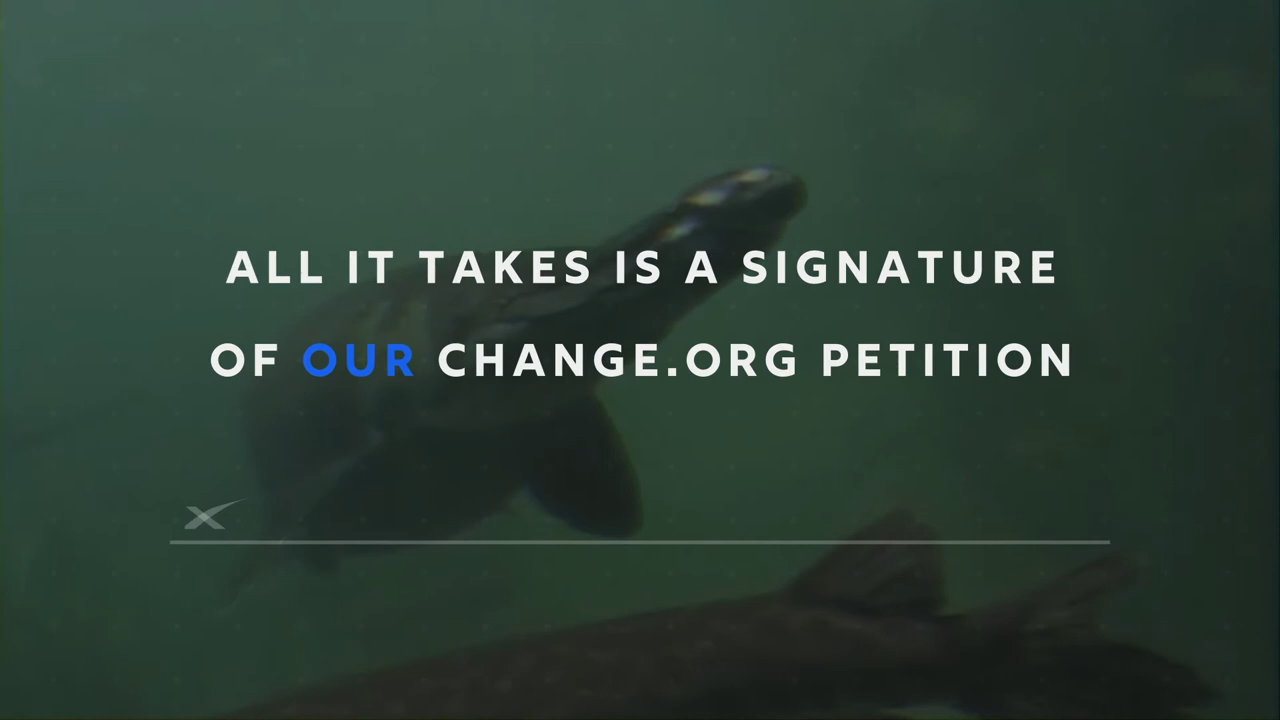 ALL IT TAKES IS A SIGNATURE
OF OUR CHANGE.ORG PETITION